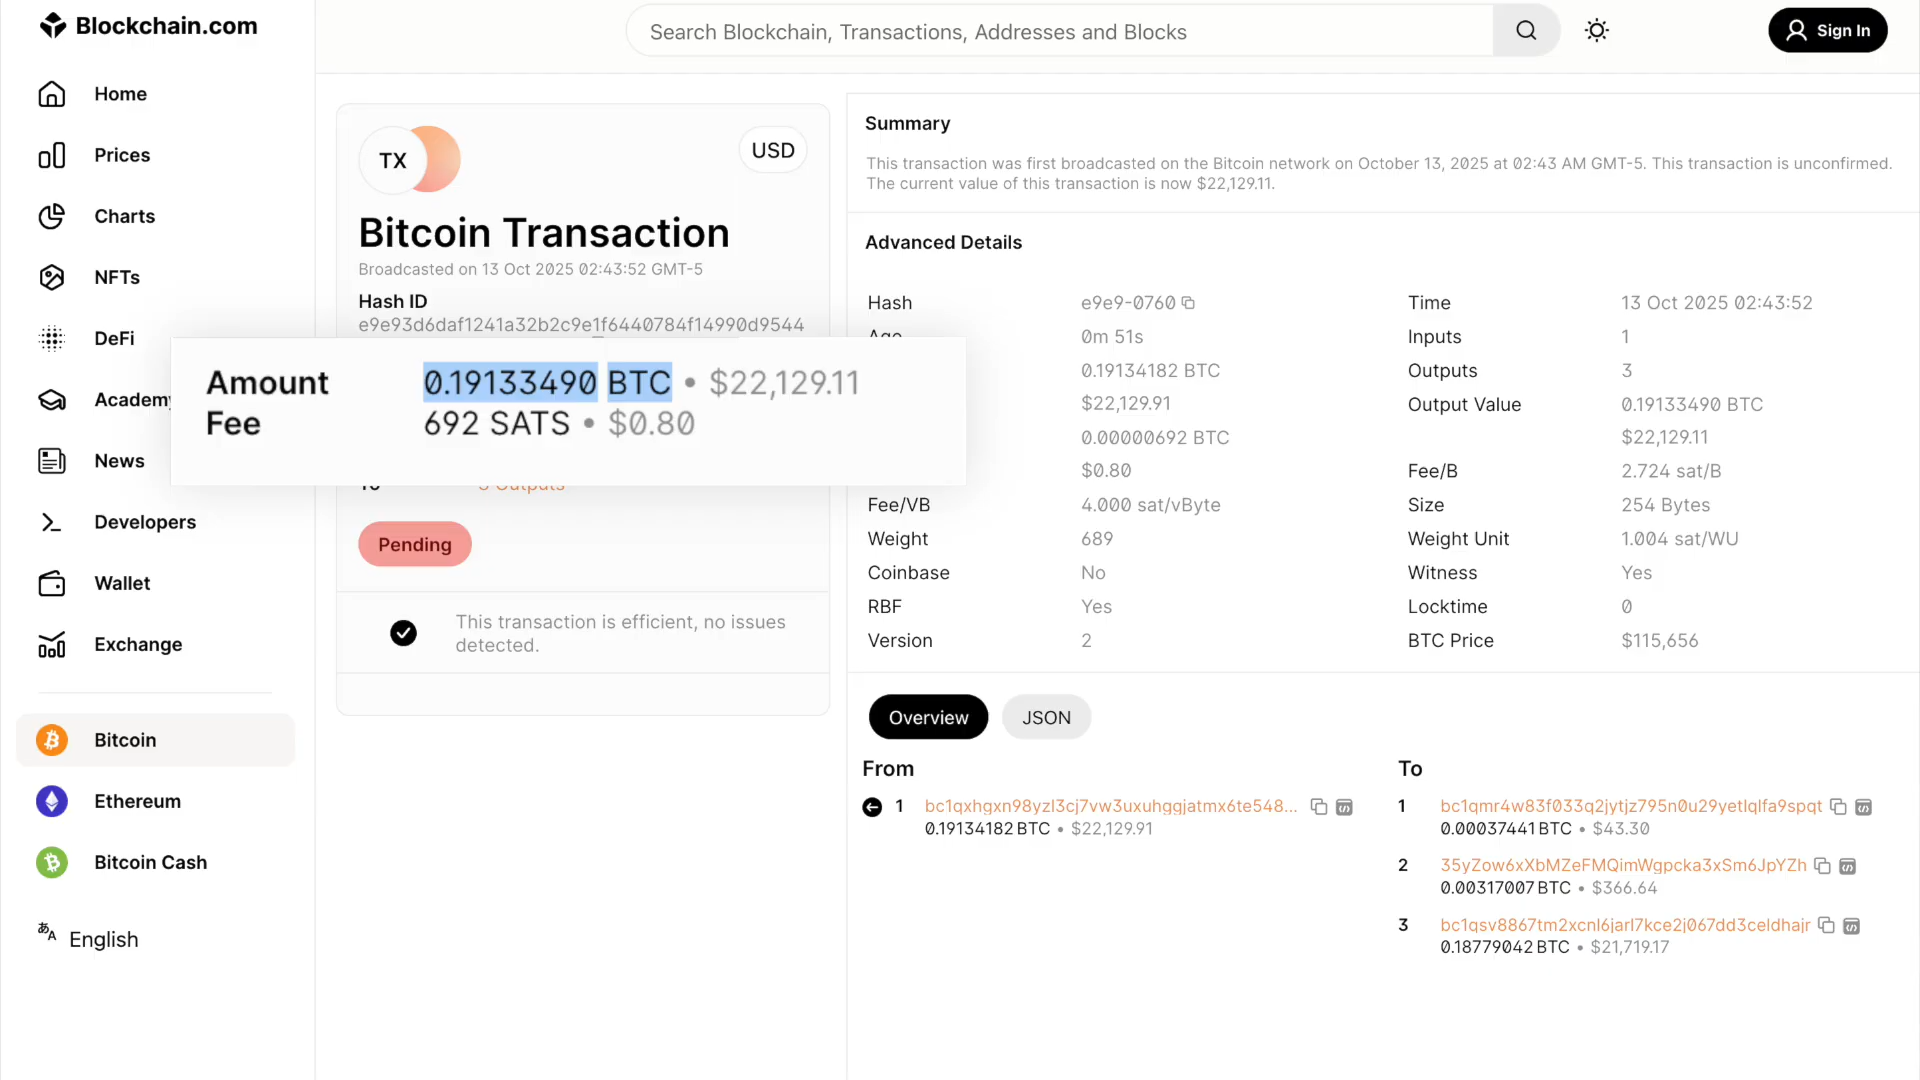 Blockchain.com
Search Blockchain, Transactions, Addresses and Blocks
Sign In
Home
Prices
Charts
NFTs
DeFi
Academy
News
Developers
Wallet
Exchange
Bitcoin
Ethereum
Bitcoin Cash
English
TX
USD
Bitcoin Transaction
Broadcasted on 13 Oct 2025 02:43:52 GMT-5
Hash ID
e9e93d6daf1241a32b2c9e1f6440784f14990d9544
Amount 0.19133490 BTC • $22,129.11
Fee 692 SATS • $0.80
To 3 Outputs
Pending
This transaction is efficient, no issues
detected.
Summary
This transaction was first broadcasted on the Bitcoin network on October 13, 2025 at 02:43 AM GMT-5. This transaction is unconfirmed.
The current value of this transaction is now $22,129.11.
Advanced Details
Hash e9e9-0760
Age 0m 51s
0.19134182 BTC
$22,129.91
0.00000692 BTC
$0.80
Fee/VB 4.000 sat/vByte
Weight 689
Coinbase No
RBF Yes
Version 2
Time 13 Oct 2025 02:43:52
Inputs 1
Outputs 3
Output Value 0.19133490 BTC
$22,129.11
Fee/B 2.724 sat/B
Size 254 Bytes
Weight Unit 1.004 sat/WU
Witness Yes
Locktime 0
BTC Price $115,656
Overview
JSON
From
1 bc1qxhgxn98yzl3cj7vw3uxuhggjatmx6te548...
0.19134182 BTC • $22,129.91
To
1 bc1qmr4w83f033q2jytjz795n0u29yetlqlfa9spqt
0.00037441 BTC • $43.30
2 35yZow6xXbMZeFMQimWgpcka3xSm6JpYZh
0.00317007 BTC • $366.64
3 bc1qsv8867tm2xcnl6jarl7kce2j067dd3celdhajr
0.18779042 BTC • $21,719.17